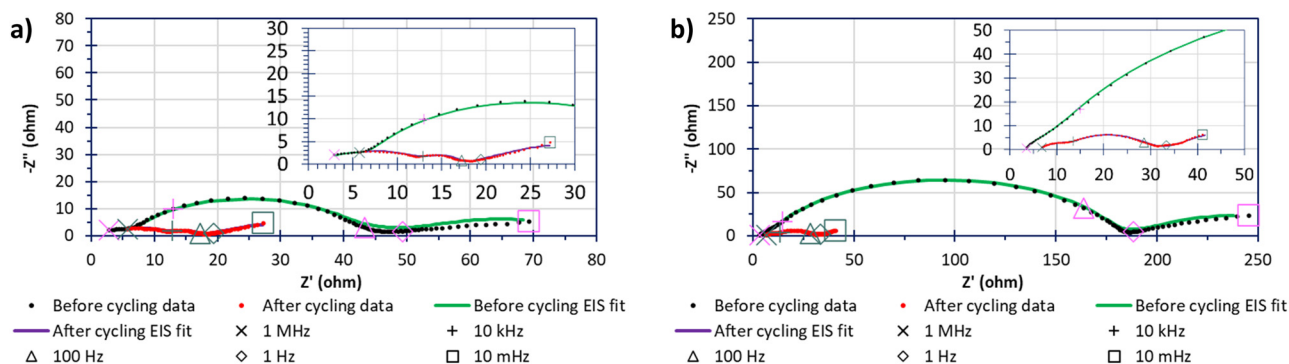 a)
80
70
60
50
40
30
20
10
0
-Z'' (ohm)
0 10 20 30 40 50 60 70 80
Z' (ohm)
30
25
20
15
10
5
0
0 5 10 15 20 25 30
Before cycling data After cycling data Before cycling EIS fit
After cycling EIS fit 1 MHz 10 kHz
100 Hz 1 Hz 10 mHz
b)
250
200
150
100
50
0
-Z'' (ohm)
0 50 100 150 200 250
Z' (ohm)
50
40
30
20
10
0
0 10 20 30 40 50
Before cycling data After cycling data Before cycling EIS fit
After cycling EIS fit 1 MHz 10 kHz
100 Hz 1 Hz 10 mHz